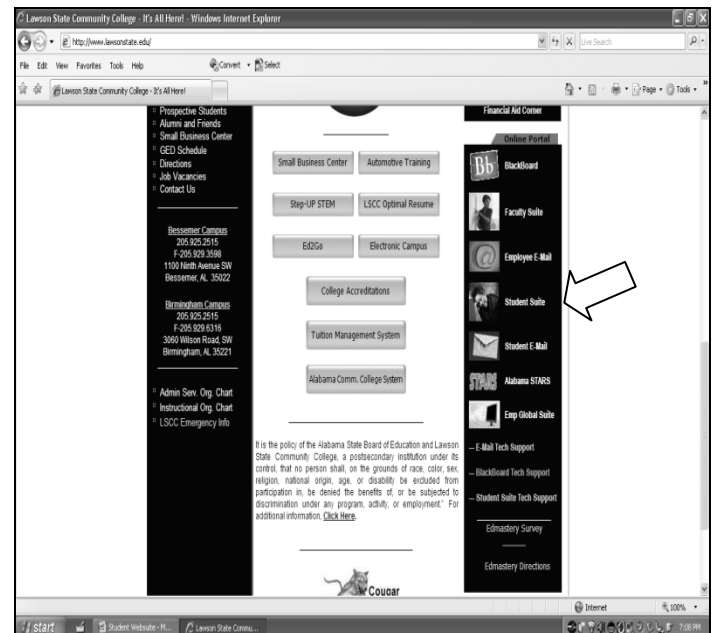 Lawson State Community College - It's All Here! - Windows Internet Explorer
http://www.lawsonstate.edu/
Live Search
File Edit View Favorites Tools Help
Convert
Select
Lawson State Community College - It's All Here!
Page
Tools
Prospective Students
Alumni and Friends
Small Business Center
GED Schedule
Directions
Job Vacancies
Contact Us
Bessemer Campus
205.925.2515
F-205.929.3598
1100 Ninth Avenue SW
Bessemer, AL 35022
Birmingham Campus
205.925.2515
F-205.929.6316
3060 Wilson Road, SW
Birmingham, AL 35221
Admin Serv. Org. Chart
Instructional Org. Chart
LSCC Emergency Info
Small Business Center
Automotive Training
Step-UP STEM
LSCC Optimal Resume
Ed2Go
Electronic Campus
College Accreditations
Tuition Management System
Alabama Comm. College System
It is the policy of the Alabama State Board of Education and Lawson
State Community College, a postsecondary institution under its
control, that no person shall, on the grounds of race, color, sex,
religion, national origin, age, or disability be excluded from
participation in, be denied the benefits of, or be subjected to
discrimination under any program, activity, or employment." For
additional information, Click Here.
Cougar
Financial Aid Corner
Online Portal
Bb
BlackBoard
Faculty Suite
@
Employee E-Mail
Student Suite
Student E-Mail
STARS
Alabama STARS
Emp Global Suite
-- E-Mail Tech Support
-- BlackBoard Tech Support
-- Student Suite Tech Support
Edmastery Survey
Edmastery Directions
Internet
100%
start
Student Website - M...
Lawson State Commu...
7:08 PM